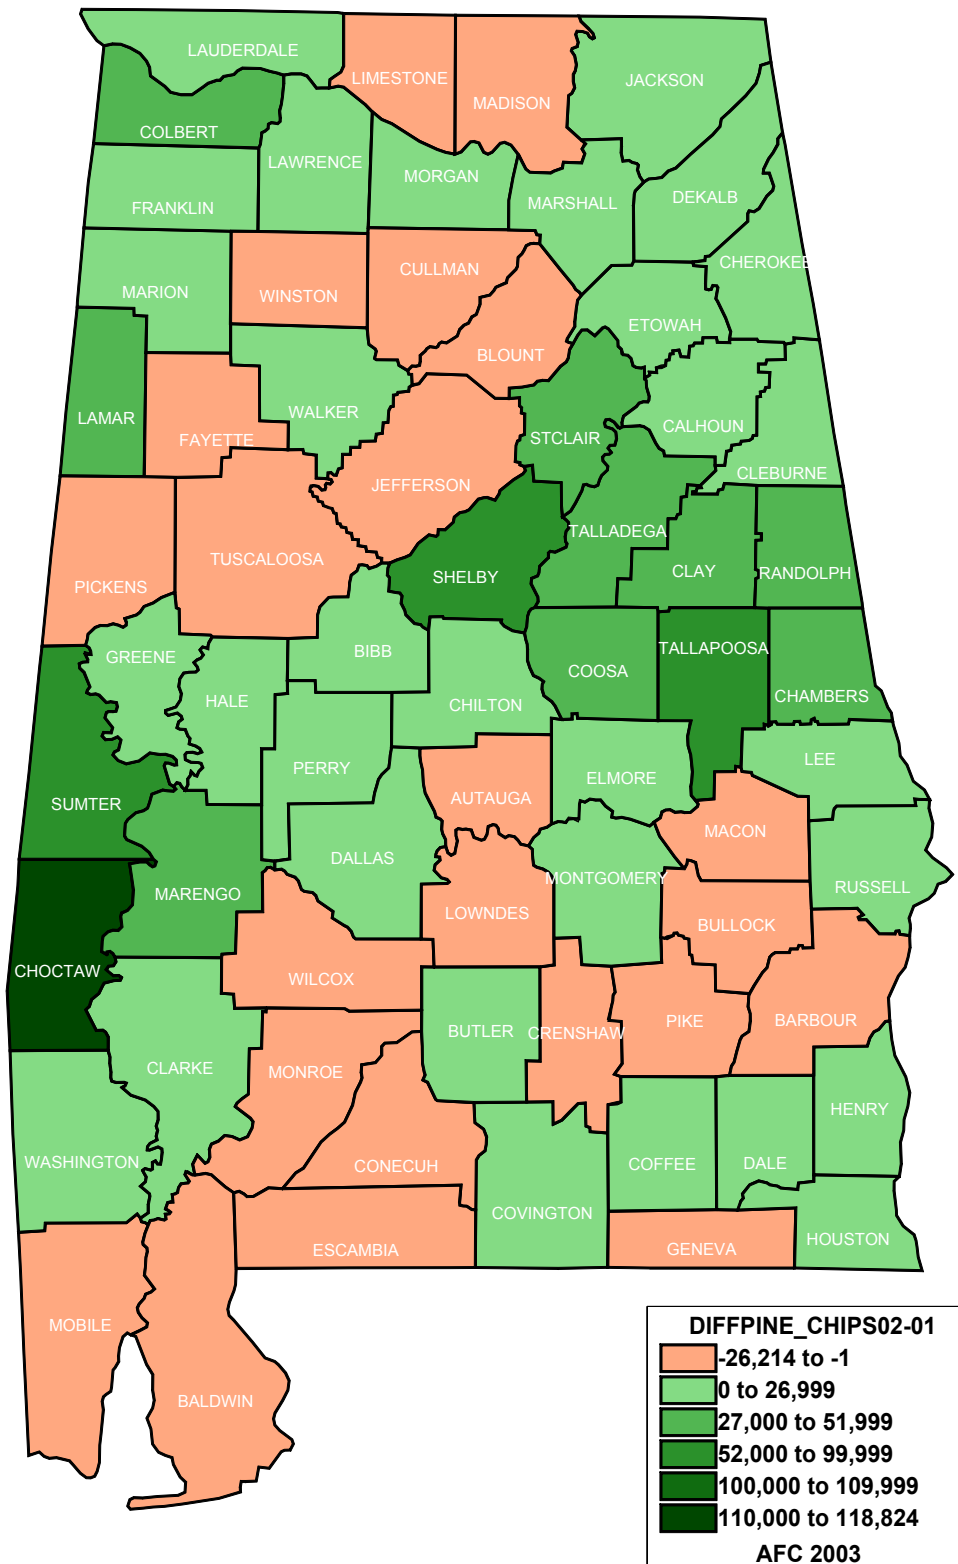 LAUDERDALE
LIMESTONE
MADISON
JACKSON
COLBERT
LAWRENCE
MORGAN
MARSHALL
DEKALB
FRANKLIN
CHEROKEE
MARION
WINSTON
CULLMAN
ETOWAH
BLOUNT
LAMAR
FAYETTE
WALKER
STCLAIR
CALHOUN
CLEBURNE
JEFFERSON
TUSCALOOSA
TALLADEGA
PICKENS
SHELBY
CLAY
RANDOLPH
GREENE
BIBB
TALLAPOOSA
COOSA
HALE
CHILTON
CHAMBERS
PERRY
LEE
SUMTER
AUTAUGA
ELMORE
MACON
DALLAS
MARENGO
MONTGOMERY
RUSSELL
LOWNDES
BULLOCK
CHOCTAW
WILCOX
BUTLER
CRENSHAW
PIKE
BARBOUR
CLARKE
MONROE
HENRY
WASHINGTON
CONECUH
COFFEE
DALE
COVINGTON
HOUSTON
ESCAMBIA
GENEVA
MOBILE
BALDWIN
DIFFPINE_CHIPS02-01
-26,214 to -1
0 to 26,999
27,000 to 51,999
52,000 to 99,999
100,000 to 109,999
110,000 to 118,824
AFC 2003